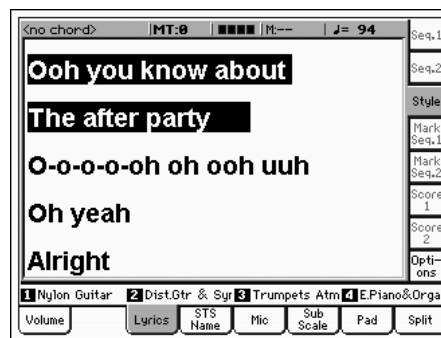 <no chord> MT:0 M:-- ♩= 94
Seq.1
Seq.2
Style
Mark
Seq.1
Mark
Seq.2
Score
1
Score
2
Opti-
ons
Ooh you know about
The after party
O-o-o-o-oh oh ooh uuh
Oh yeah
Alright
1 Nylon Guitar 2 Dist.Gtr & Syr 3 Trumpets Atm 4 E.Piano&Orga
Volume Lyrics STS Name Mic Sub Scale Pad Split